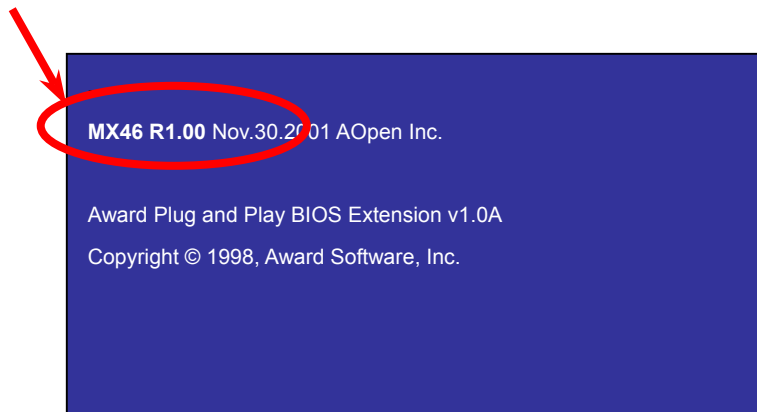 MX46 R1.00 Nov.30.2001 AOpen Inc.
Award Plug and Play BIOS Extension v1.0A
Copyright © 1998, Award Software, Inc.